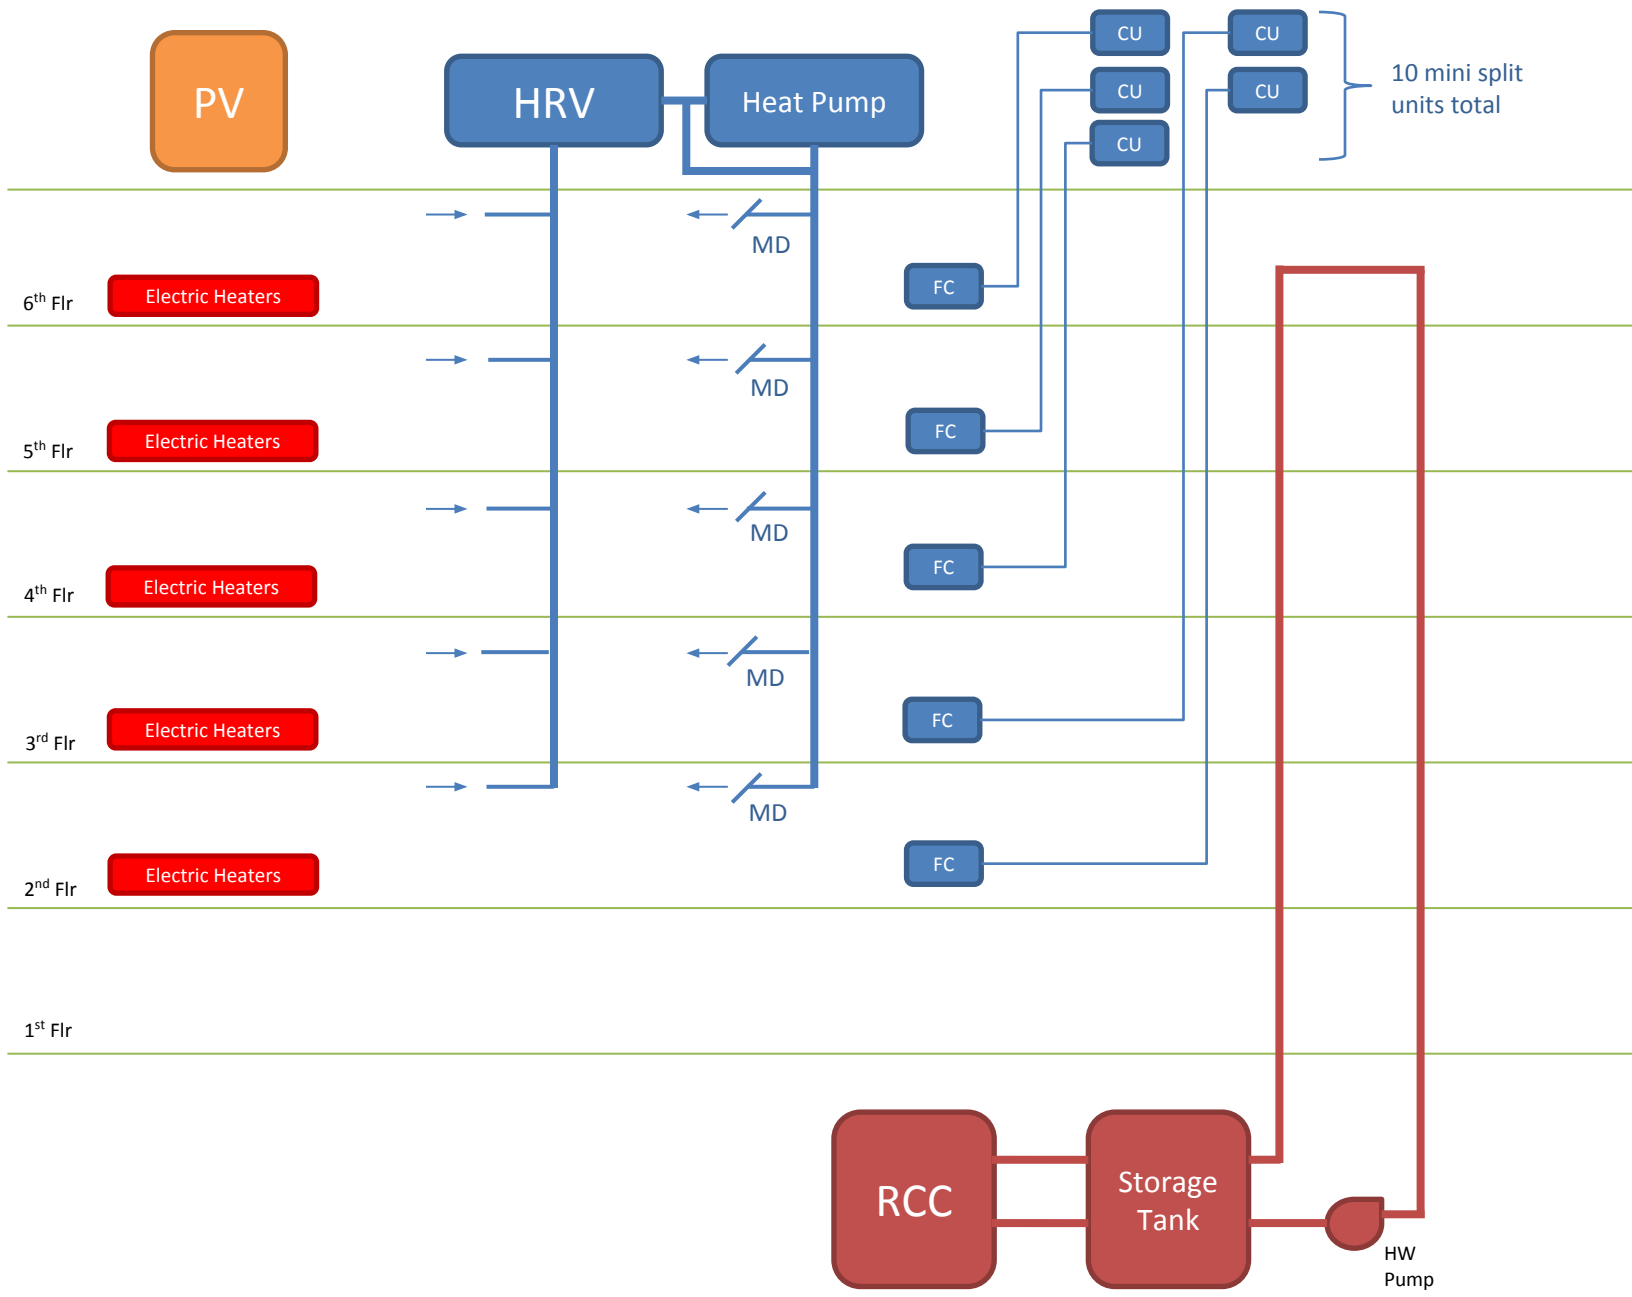 PV
HRV
Heat Pump
CU
CU
CU
CU
CU
10 mini split
units total
MD
6th Flr
Electric Heaters
FC
MD
5th Flr
Electric Heaters
FC
MD
4th Flr
Electric Heaters
FC
MD
3rd Flr
Electric Heaters
FC
MD
2nd Flr
Electric Heaters
FC
1st Flr
RCC
Storage
Tank
HW
Pump